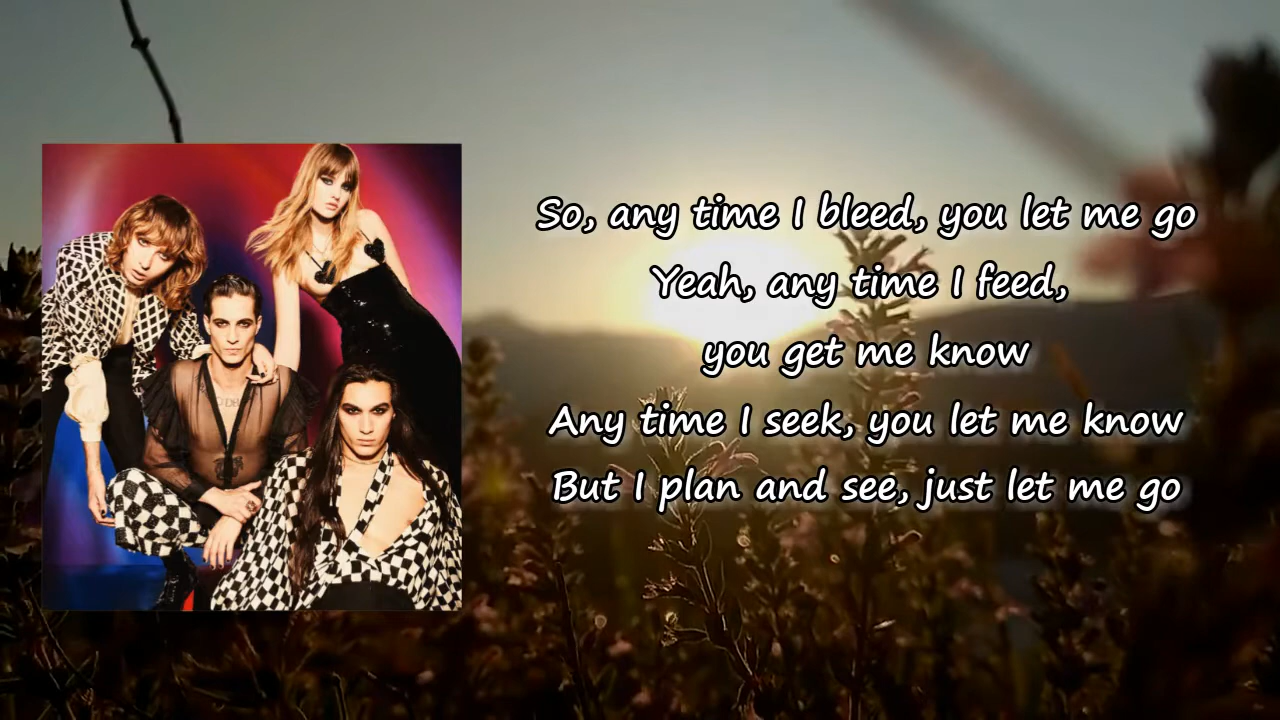 So, any time I bleed, you let me go
Yeah, any time I feed,
you get me know
Any time I seek, you let me know
But I plan and see, just let me go